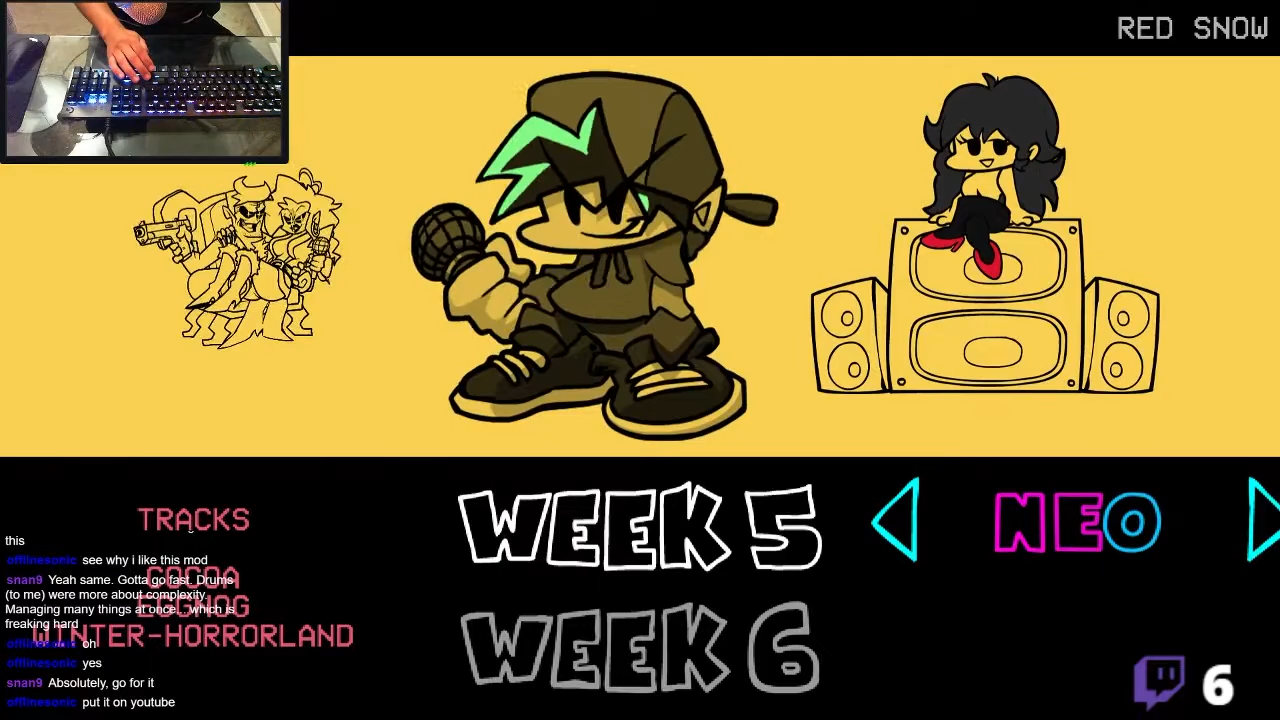 RED SNOW
WEEK 5
NEO
WEEK 6
TRACKS
COCOA
EGGNOG
WINTER-HORRORLAND
this
offlinesonic see why i like this mod
snan9 Yeah same. Gotta go fast. Drums
(to me) were more about complexity.
Managing many things at once... which is
freaking hard
offlinesonic oh
offlinesonic yes
snan9 Absolutely, go for it
offlinesonic put it on youtube
6